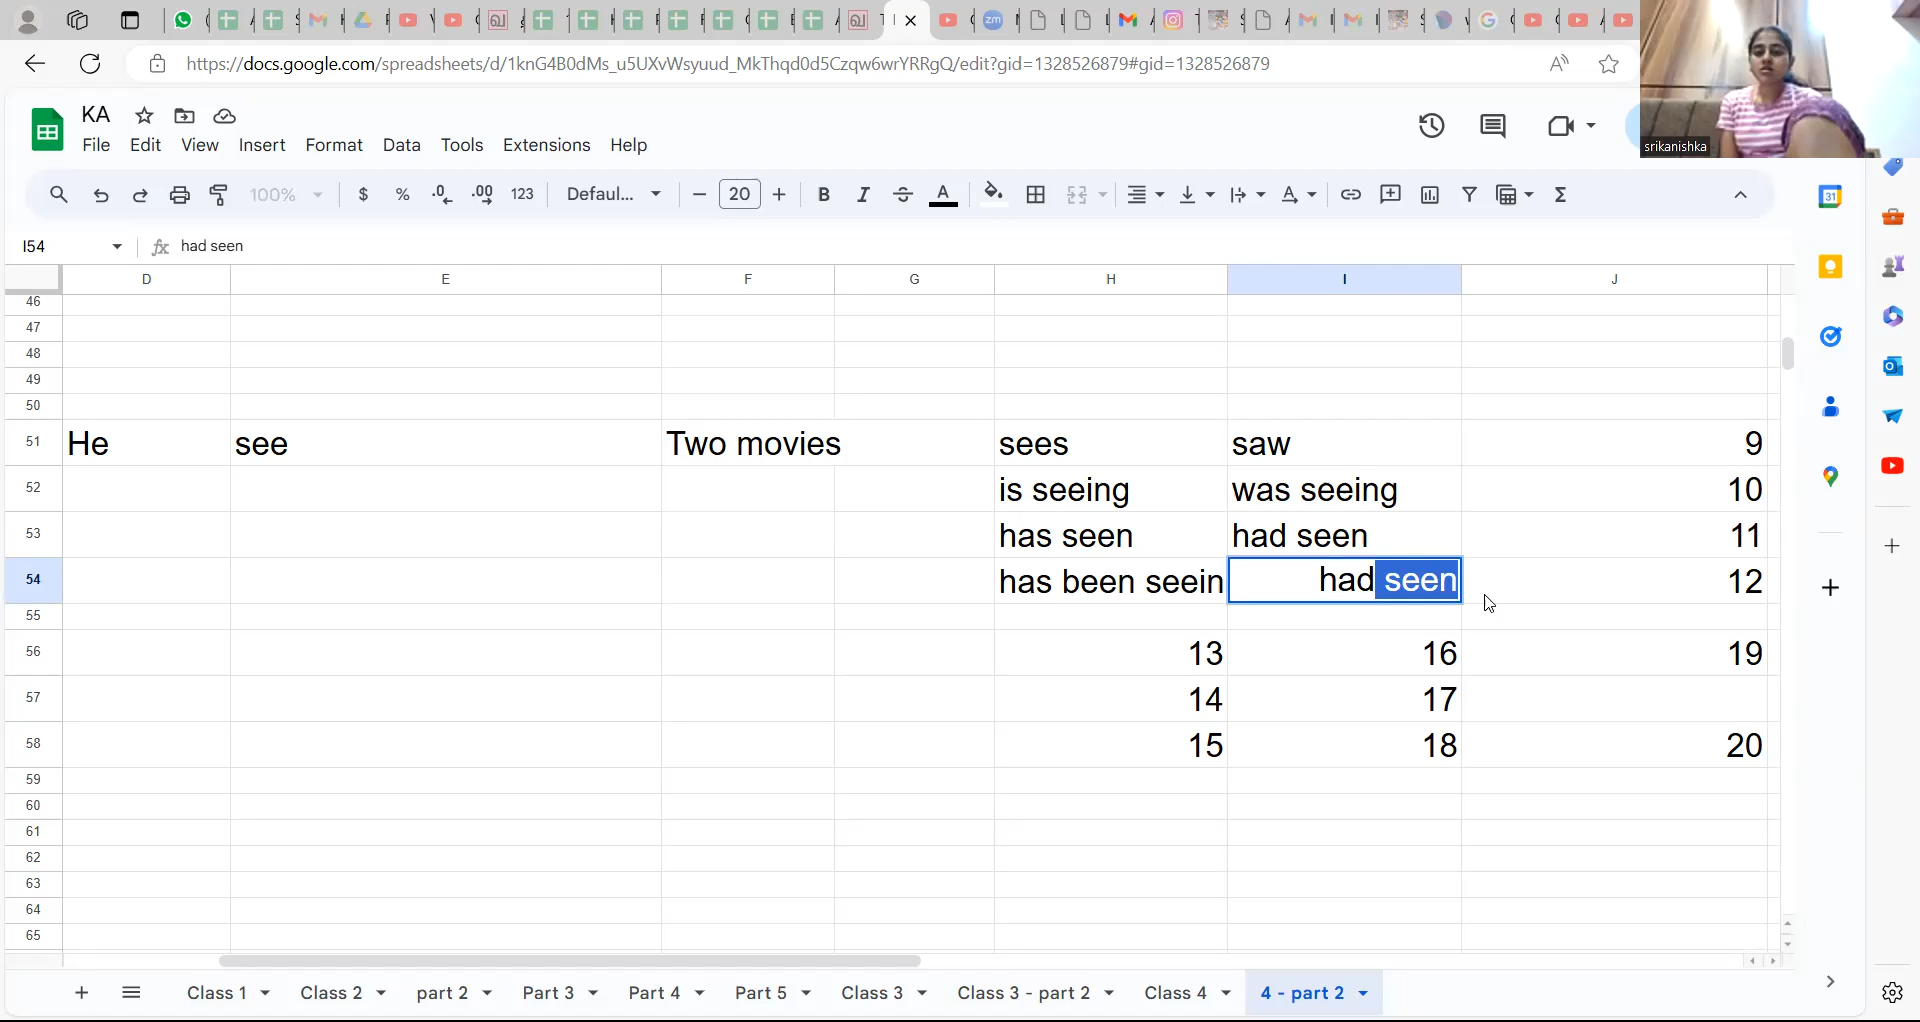 https://docs.google.com/spreadsheets/d/1knG4B0dMs_u5UXvWsyuud_MkThqd0d5Czqw6wrYRRgQ/edit?gid=1328526879#gid=1328526879
srikanishka
KA
File Edit View Insert Format Data Tools Extensions Help
100% $ % .0 .00 123 Defaul... 20 B I S A
I54 fx had seen
D E F G H I J
46
47
48
49
50
51 He see Two movies sees saw 9
52 is seeing was seeing 10
53 has seen had seen 11
54 has been seein had seen 12
55
56 13 16 19
57 14 17
58 15 18 20
59
60
61
62
63
64
65
Class 1 Class 2 part 2 Part 3 Part 4 Part 5 Class 3 Class 3 - part 2 Class 4 4 - part 2